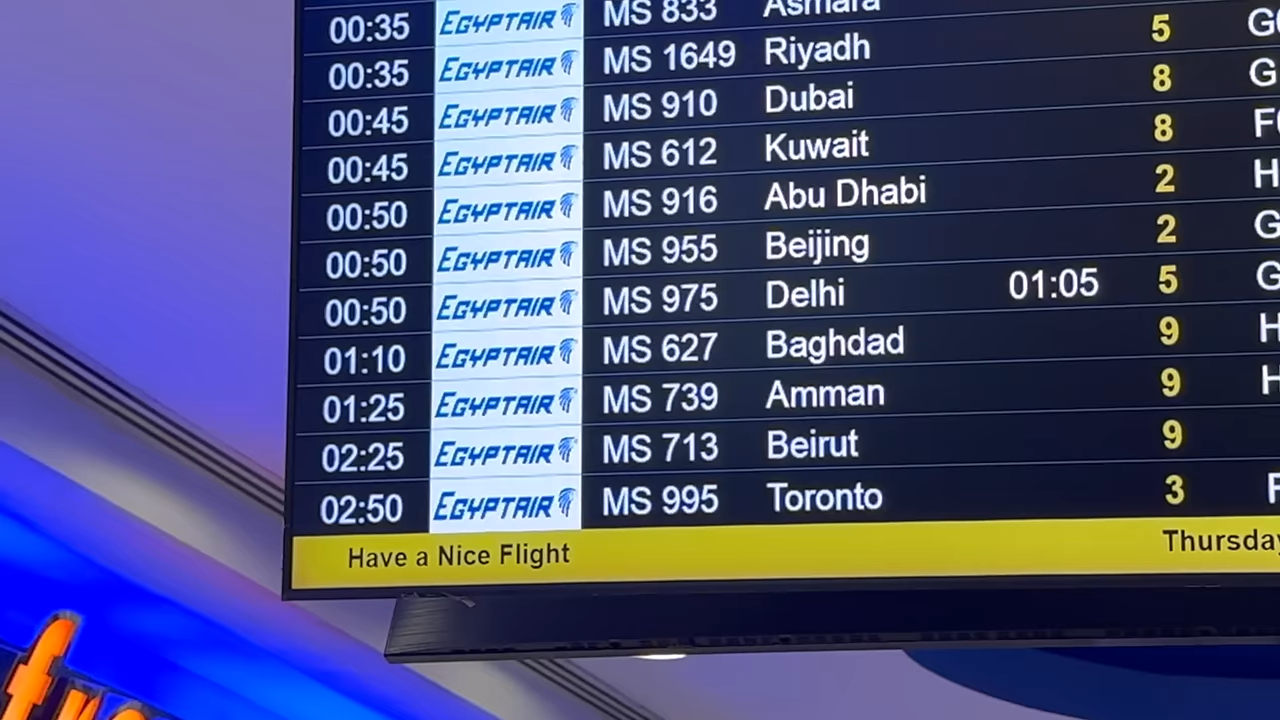 00:35 EGYPTAIR MS 833 Asmara
00:35 EGYPTAIR MS 1649 Riyadh 5
00:45 EGYPTAIR MS 910 Dubai 8
00:45 EGYPTAIR MS 612 Kuwait 8
00:50 EGYPTAIR MS 916 Abu Dhabi 2
00:50 EGYPTAIR MS 955 Beijing 2
00:50 EGYPTAIR MS 975 Delhi 01:05 5
01:10 EGYPTAIR MS 627 Baghdad 9
01:25 EGYPTAIR MS 739 Amman 9
02:25 EGYPTAIR MS 713 Beirut 9
02:50 EGYPTAIR MS 995 Toronto 3
Have a Nice Flight Thursday